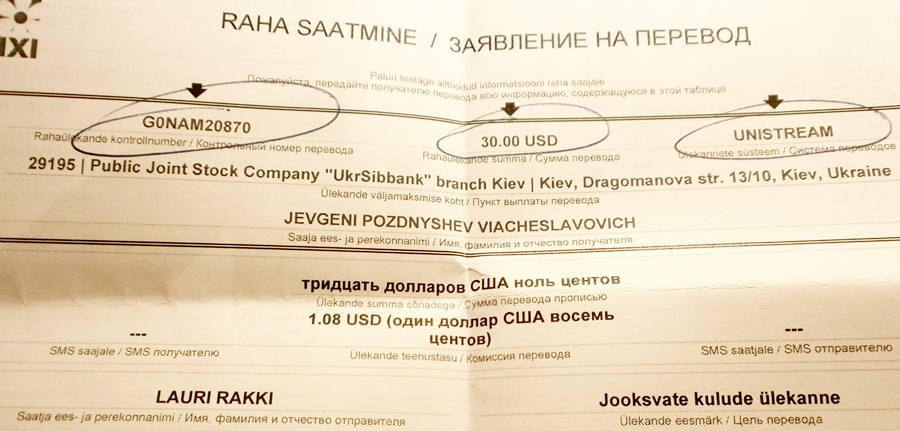 IXI
RAHA SAATMINE / ЗАЯВЛЕНИЕ НА ПЕРЕВОД
Palun teatage alltoodud informatsiooni raha saajale
Пожалуйста, передайте получателю перевода всю информацию, содержащуюся в этой таблице
G0NAM20870 30.00 USD UNISTREAM
Rahaülekande kontrollnumber / Контрольный номер перевода Rahaülekande summa / Сумма перевода Ülekannete süsteem / Система переводов
29195 | Public Joint Stock Company "UkrSibbank" branch Kiev | Kiev, Dragomanova str. 13/10, Kiev, Ukraine
Ülekande väljamaksmise koht / Пункт выплаты перевода
JEVGENI POZDNYSHEV VIACHESLAVOVICH
Saaja ees- ja perekonnanimi / Имя, фамилия и отчество получателя
тридцать долларов США ноль центов
Ülekande summa sõnadega / Сумма перевода прописью
--- 1.08 USD (один доллар США восемь центов) ---
SMS saajale / SMS получателю Ülekande teenustasu / Комиссия перевода SMS saatjale / SMS отправителю
LAURI RAKKI Jooksvate kulude ülekanne
Saatja ees- ja perekonnanimi / Имя, фамилия и отчество отправителя Ülekande eesmärk / Цель перевода